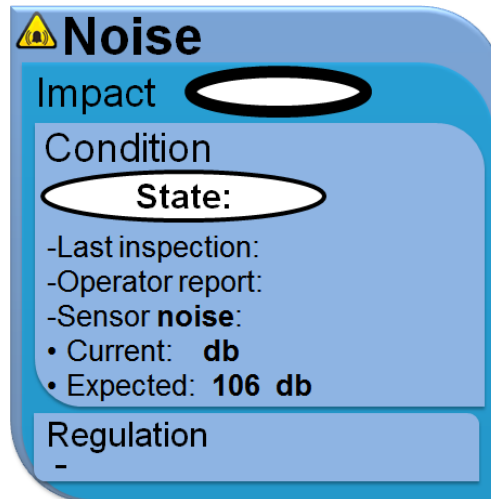 Noise
Impact
Condition
State:
-Last inspection:
-Operator report:
-Sensor noise:
• Current: db
• Expected: 106 db
Regulation
-